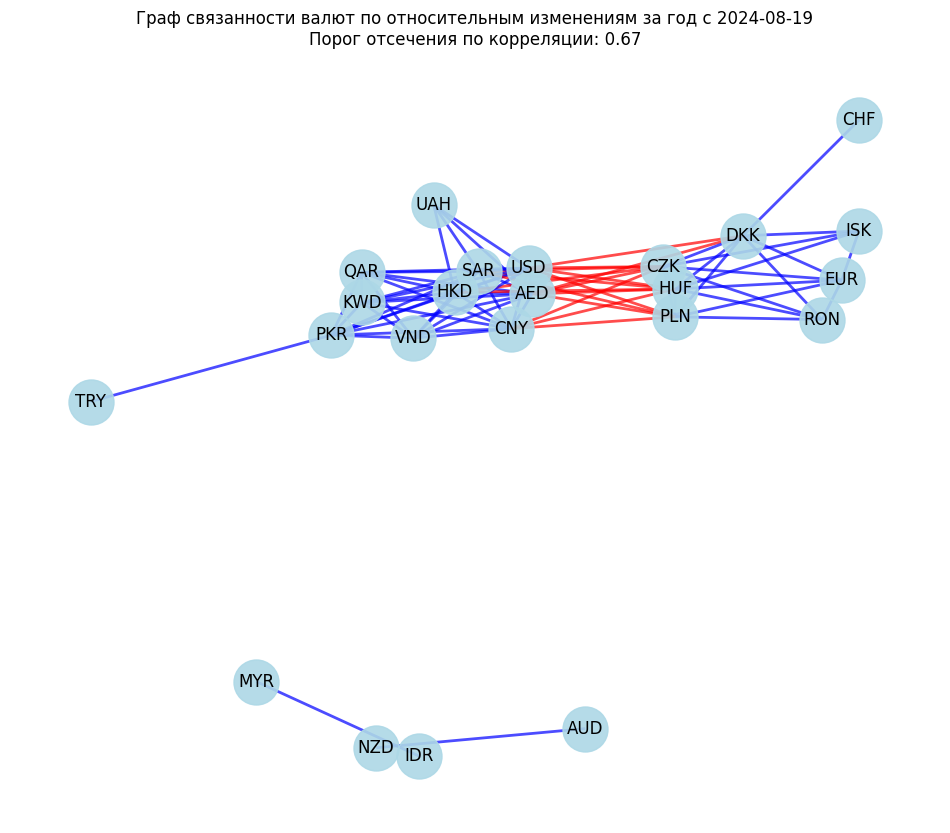 Граф связанности валют по относительным изменениям за год с 2024-08-19
Порог отсечения по корреляции: 0.67
CHF
UAH
ISK
DKK
QAR
SAR
USD
CZK
EUR
KWD
HKD
AED
HUF
PKR
VND
CNY
PLN
RON
TRY
MYR
AUD
NZD
IDR